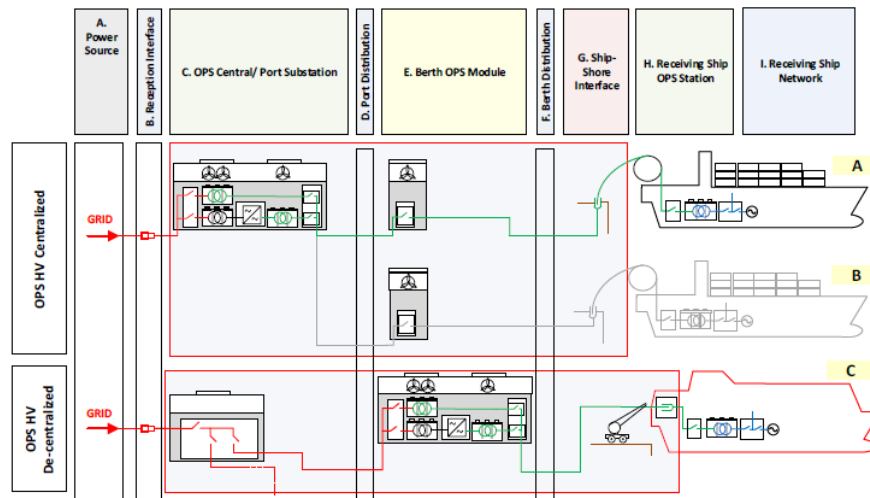 A.
Power
Source
B. Reception Interface
C. OPS Central/ Port Substation
D. Port Distribution
E. Berth OPS Module
F. Berth Distribution
G. Ship-
Shore
Interface
H. Receiving Ship
OPS Station
I. Receiving Ship
Network
OPS HV Centralized
GRID
A
B
OPS HV
De-centralized
GRID
C